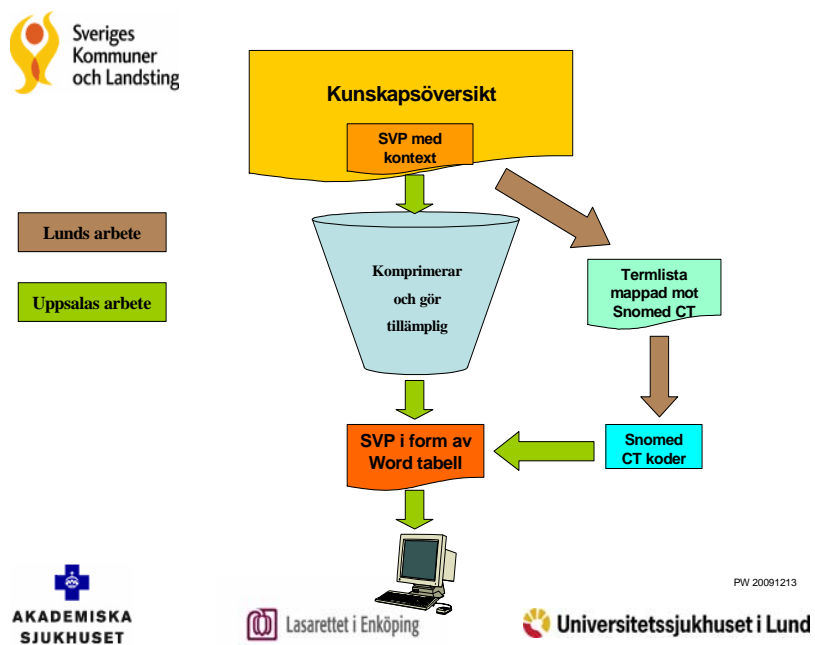 Sveriges
Kommuner
och Landsting
Kunskapsöversikt
SVP med
kontext
Lunds arbete
Uppsalas arbete
Komprimerar
och gör
tillämplig
Termlista
mappad mot
Snomed CT
SVP i form av
Word tabell
Snomed
CT koder
PW 20091213
AKADEMISKA
SJUKHUSET
Lasarettet i Enköping
Universitetssjukhuset i Lund